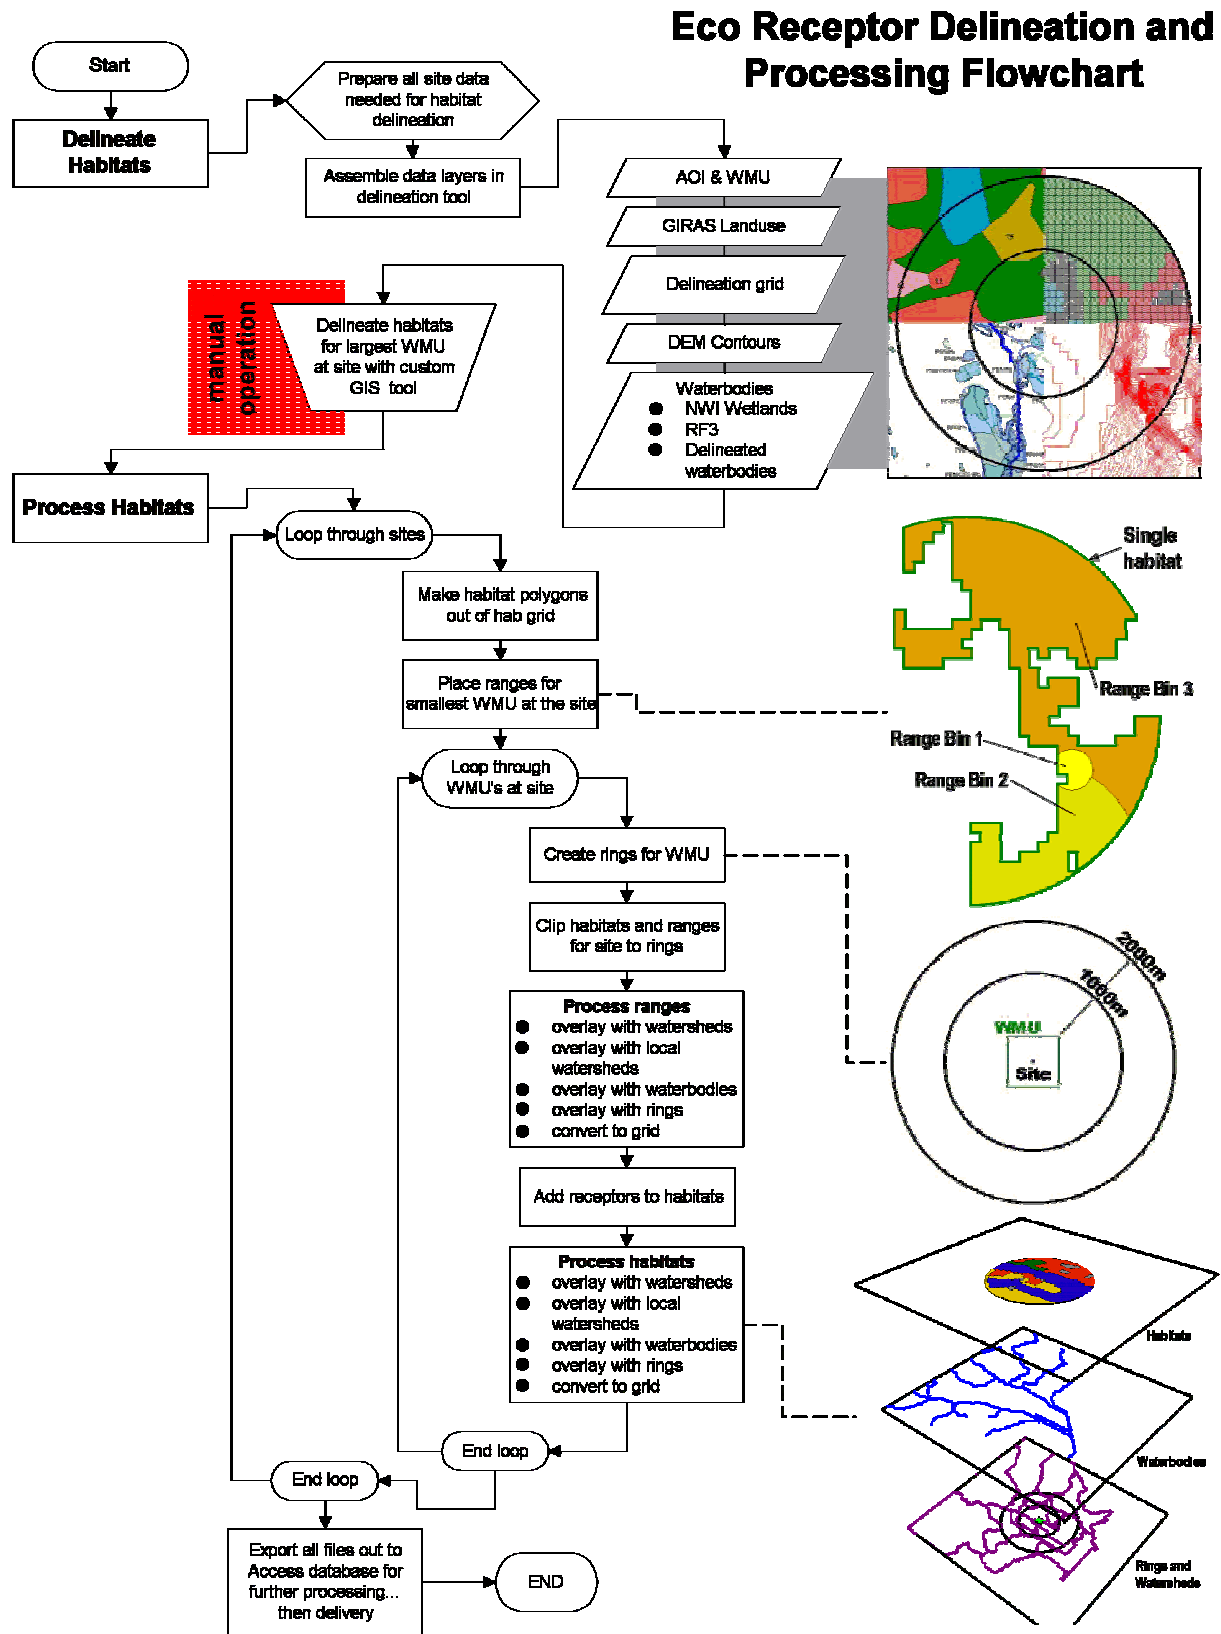 Eco Receptor Delineation and
Processing Flowchart
Start
Delineate
Habitats
Prepare all site data
needed for habitat
delineation
Assemble data layers in
delineation tool
AOI & WMU
GIRAS Landuse
Delineation grid
DEM Contours
Waterbodies
NWI Wetlands
RF3
Delineated
waterbodies
manual
operation
Delineate habitats
for largest WMU
at site with custom
GIS tool
Process Habitats
Loop through sites
Make habitat polygons
out of hab grid
Place ranges for
smallest WMU at the site
Loop through
WMU's at site
Create rings for WMU
Clip habitats and ranges
for site to rings
Process ranges
overlay with watersheds
overlay with local
watersheds
overlay with waterbodies
overlay with rings
convert to grid
Add receptors to habitats
Process habitats
overlay with watersheds
overlay with local
watersheds
overlay with waterbodies
overlay with rings
convert to grid
End loop
End loop
Export all files out to
Access database for
further processing...
then delivery
END
Single
habitat
Range Bin 3
Range Bin 1
Range Bin 2
2000m
1000m
WMU
Site
Habitats
Waterbodies
Rings and
Watersheds